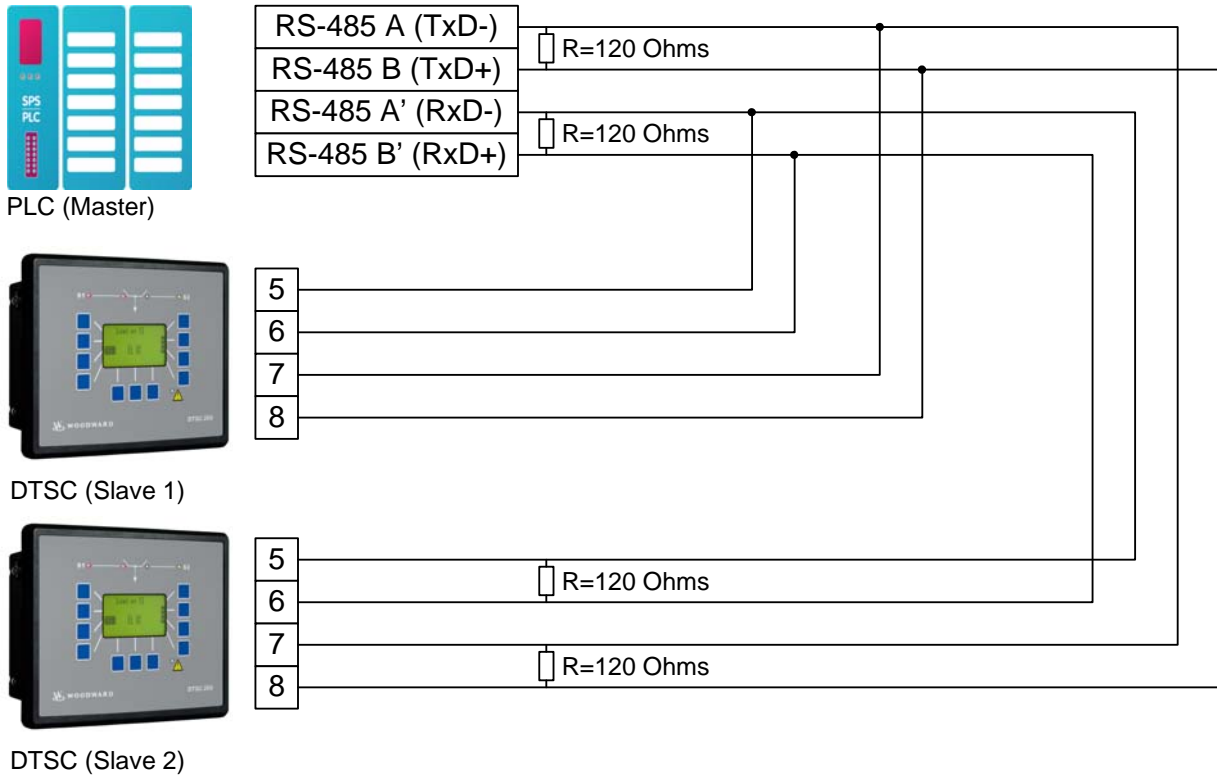 RS-485 A (TxD-)
R=120 Ohms
RS-485 B (TxD+)
RS-485 A’ (RxD-)
R=120 Ohms
RS-485 B’ (RxD+)
SPS
PLC
PLC (Master)
5
6
7
8
WOODWARD
DTSC (Slave 1)
5
6
R=120 Ohms
7
8
R=120 Ohms
WOODWARD
DTSC (Slave 2)